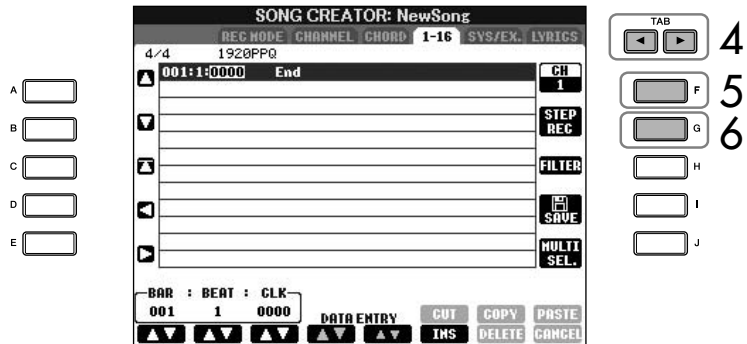 SONG CREATOR: NewSong
REC MODE CHANNEL CHORD 1-16 SYS/EX. LYRICS
TAB
4
4/4 1920PPQ
001:1:0000 End
CH
1
A
F
5
STEP
REC
B
G
6
C
FILTER
H
D
SAVE
I
E
MULTI
SEL.
J
BAR : BEAT : CLK
001 1 0000
DATA ENTRY
CUT COPY PASTE
INS DELETE CANCEL